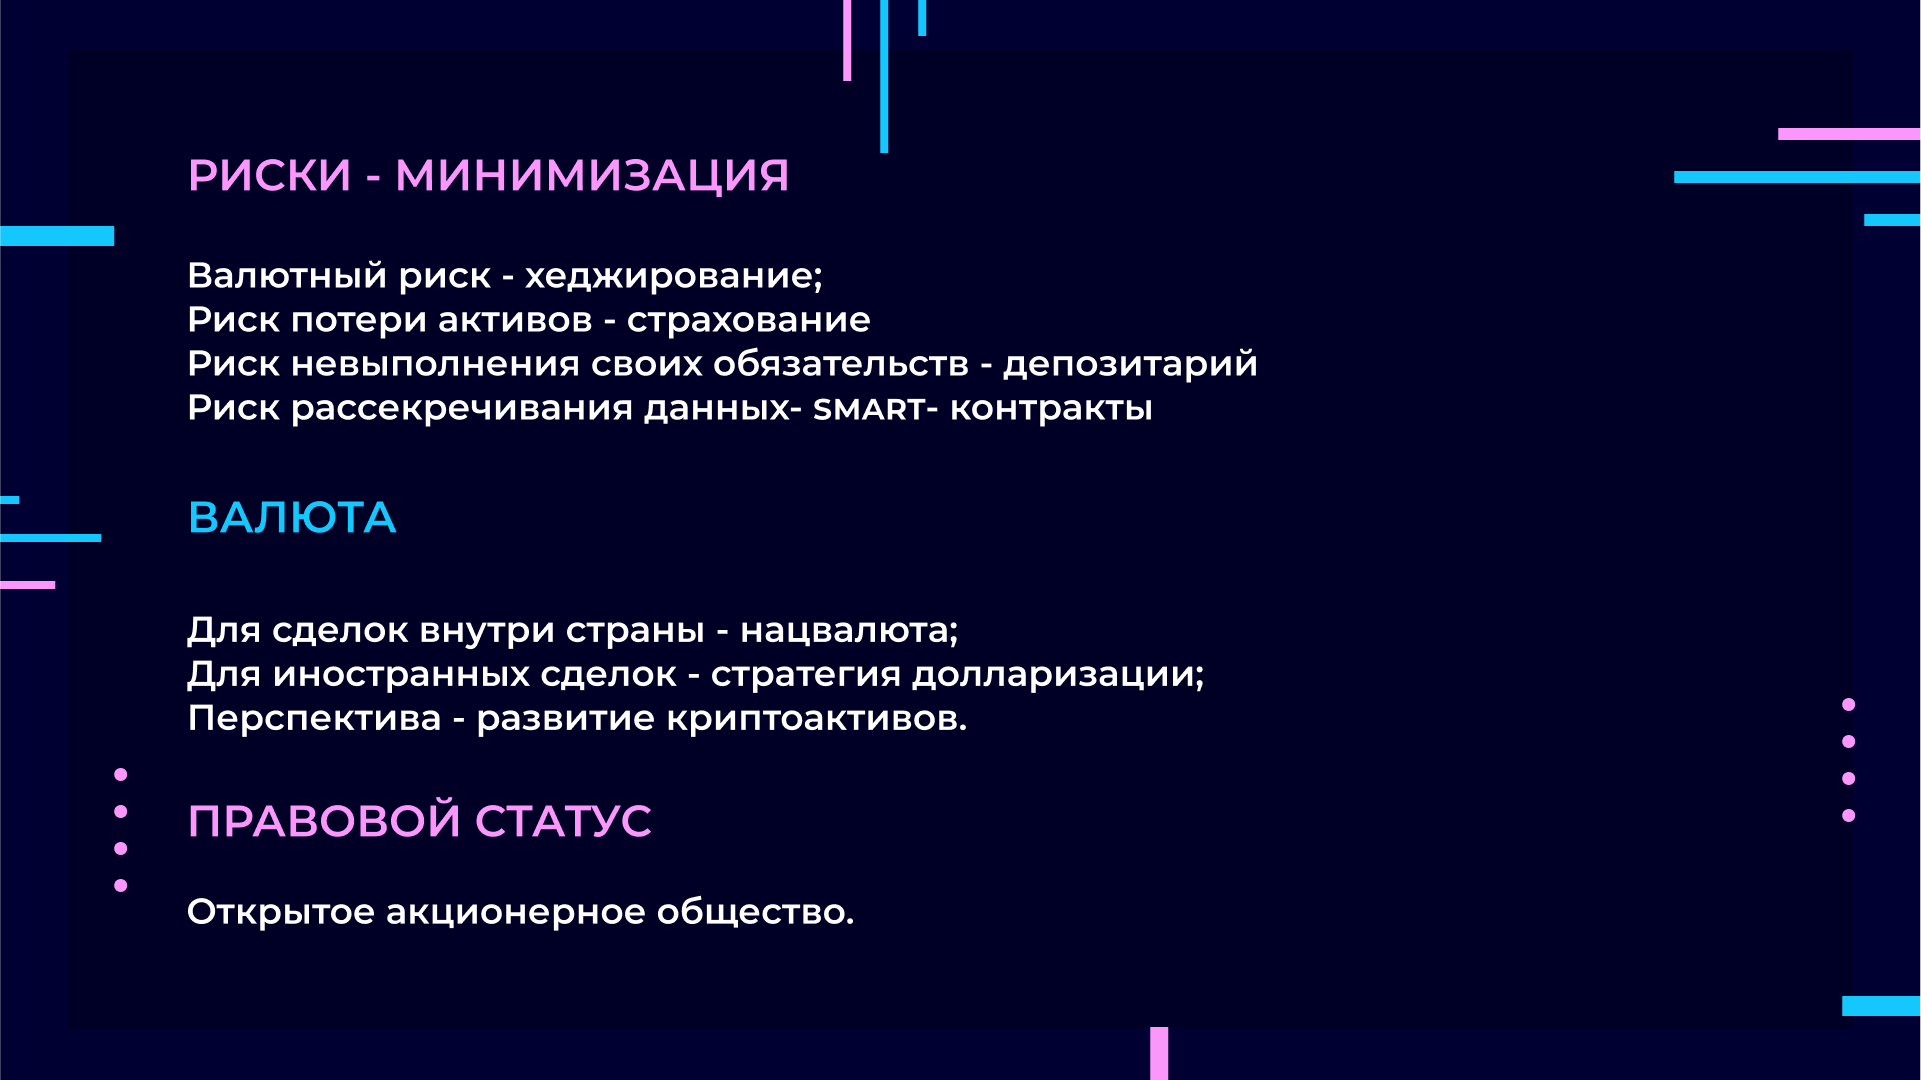 РИСКИ - МИНИМИЗАЦИЯ
Валютный риск - хеджирование;
Риск потери активов - страхование
Риск невыполнения своих обязательств - депозитарий
Риск рассекречивания данных- SMART- контракты
ВАЛЮТА
Для сделок внутри страны - нацвалюта;
Для иностранных сделок - стратегия долларизации;
Перспектива - развитие криптоактивов.
ПРАВОВОЙ СТАТУС
Открытое акционерное общество.